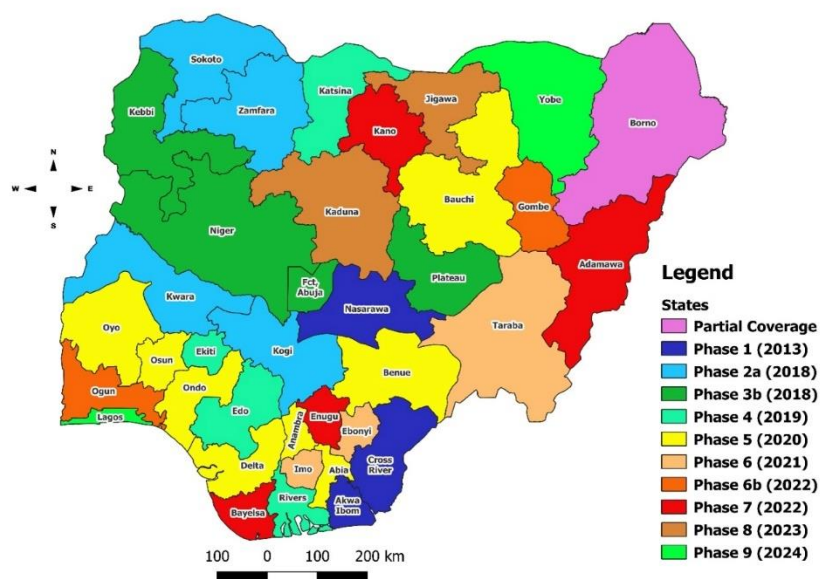 Sokoto
Katsina
Jigawa
Yobe
Kebbi
Zamfara
Kano
Borno
N
W E
S
Bauchi
Gombe
Kaduna
Niger
Adamawa
Fct,
Abuja
Plateau
Nasarawa
Kwara
Taraba
Oyo
Ekiti
Kogi
Osun
Benue
Ogun
Ondo
Lagos
Edo
Anambra
Enugu
Ebonyi
Delta
Imo
Abia
Cross
River
Rivers
Akwa
Ibom
Bayelsa
100 0 100 200 km
Legend
States
Partial Coverage
Phase 1 (2013)
Phase 2a (2018)
Phase 3b (2018)
Phase 4 (2019)
Phase 5 (2020)
Phase 6 (2021)
Phase 6b (2022)
Phase 7 (2022)
Phase 8 (2023)
Phase 9 (2024)